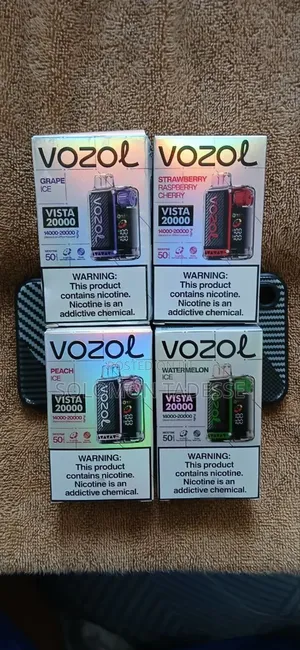 VOZOL
GRAPE
ICE
VISTA
20000
14000-20000
50
WARNING:
This product
contains nicotine.
Nicotine is an
addictive chemical.
VOZOL
STRAWBERRY
RASPBERRY
CHERRY
VISTA
20000
14000-20000
50
WARNING:
This product
contains nicotine.
Nicotine is an
addictive chemical.
VOZOL
PEACH
ICE
VISTA
20000
14000-20000
50
WARNING:
This product
contains nicotine.
Nicotine is an
addictive chemical.
VOZOL
WATERMELON
ICE
VISTA
20000
14000-20000
50
WARNING:
This product
contains nicotine.
Nicotine is an
addictive chemical.
POSTED
SOLOMON TADESSE